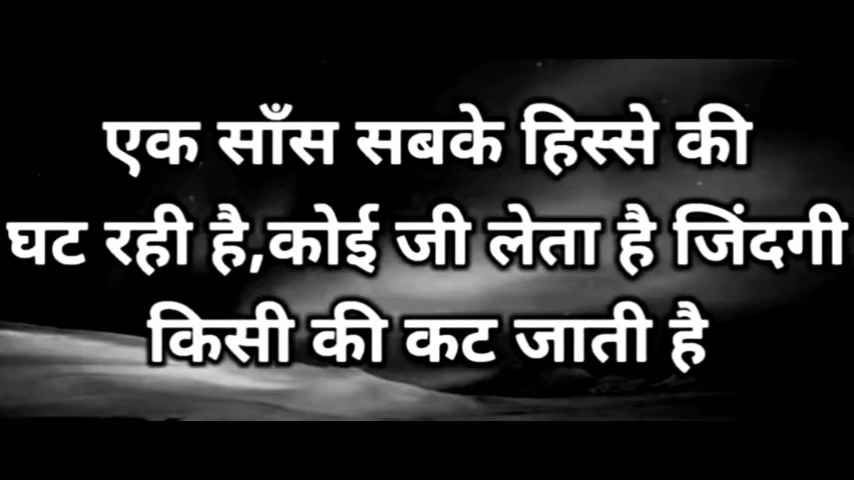 एक साँस सबके हिस्से की
घट रही है,कोई जी लेता है जिंदगी
किसी की कट जाती है